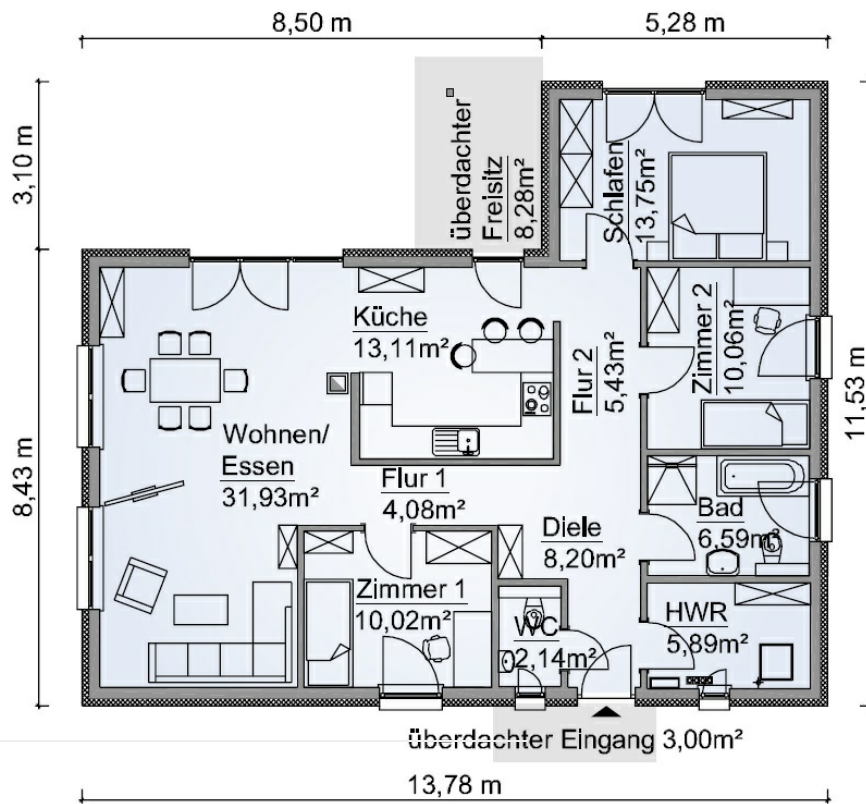 8,50 m
5,28 m
3,10 m
8,43 m
11,53 m
13,78 m
überdachter
Freisitz
8,28m²
Schlafen
13,75m²
Küche
13,11m²
Zimmer 2
10,06m²
Flur 2
5,43m²
Wohnen/
Essen
31,93m²
Flur 1
4,08m²
Diele
8,20m²
Bad
6,59m²
Zimmer 1
10,02m²
WC
2,14m²
HWR
5,89m²
überdachter Eingang 3,00m²